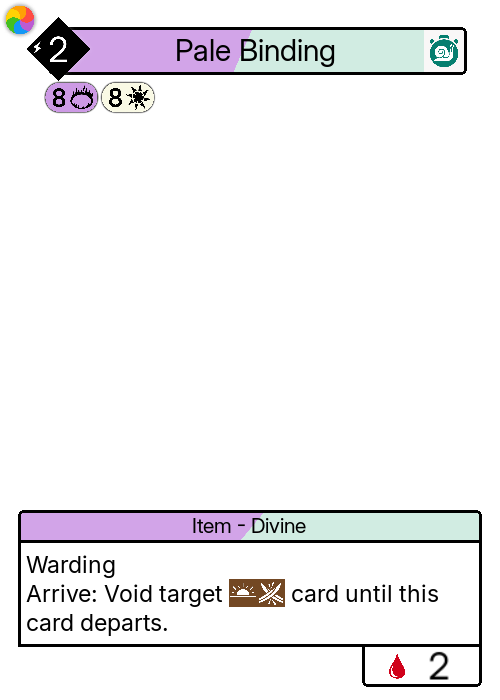 2 Pale Binding
8 8
Item - Divine
Warding
Arrive: Void target card until this
card departs.
2